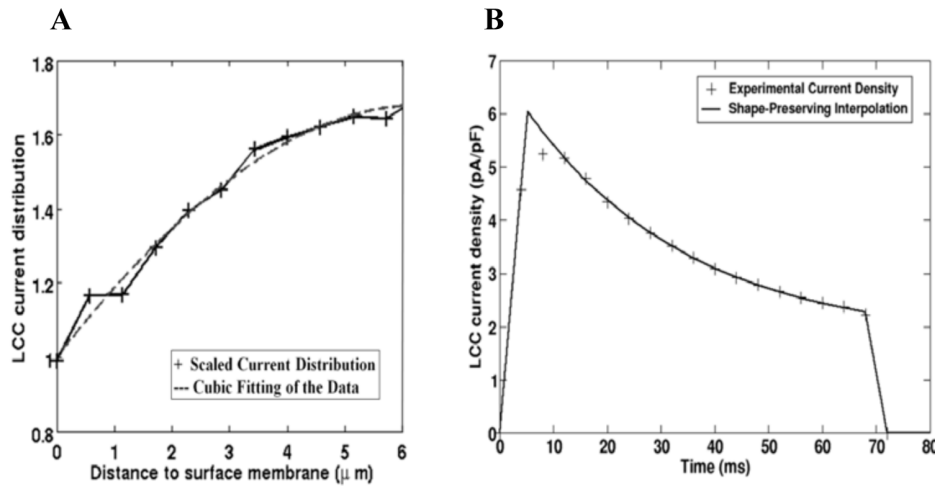 A
LCC current distribution
1.8
1.6
1.4
1.2
1
0.8
Scaled Current Distribution
Cubic Fitting of the Data
0 1 2 3 4 5 6
Distance to surface membrane (μ m)
B
LCC current density (pA/pF)
7
6
5
4
3
2
1
0
Experimental Current Density
Shape-Preserving Interpolation
0 10 20 30 40 50 60 70 80
Time (ms)